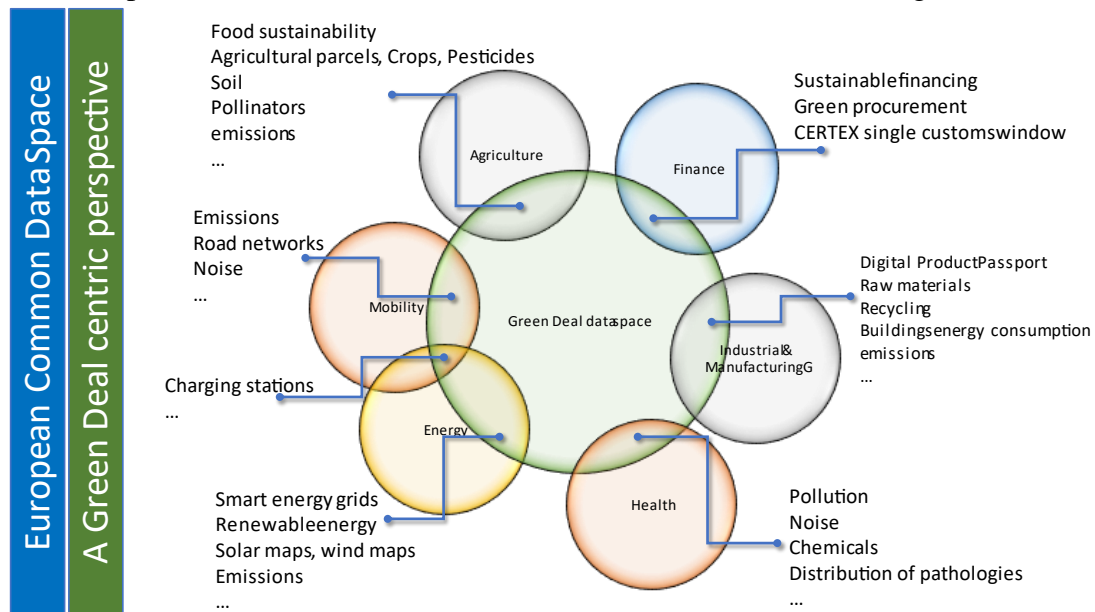 European Common DataSpace
A Green Deal centric perspective
Food sustainability
Agricultural parcels, Crops, Pesticides
Soil
Pollinators
emissions
...
Agriculture
Sustainablefinancing
Green procurement
CERTEX single customswindow
Finance
Emissions
Road networks
Noise
...
Mobility
Green Deal dataspace
Digital ProductPassport
Raw materials
Recycling
Buildingsenergy consumption
emissions
...
Industrial&
ManufacturingG
Charging stations
...
Energy
Smart energy grids
Renewableenergy
Solar maps, wind maps
Emissions
...
Health
Pollution
Noise
Chemicals
Distribution of pathologies
...